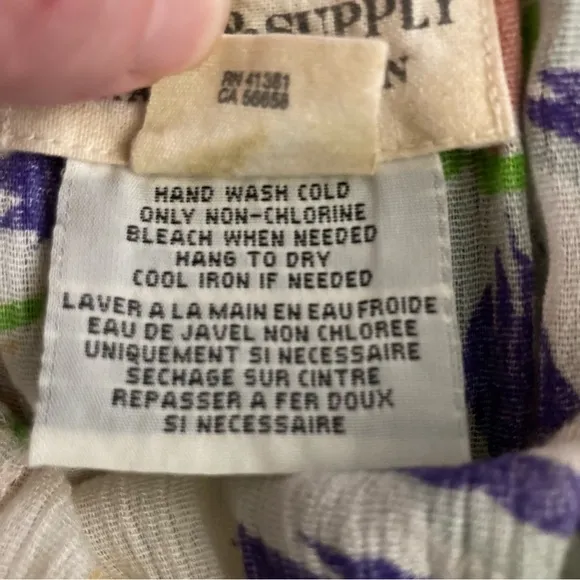 & SUPPLY
RN 41381
CA 56658
HAND WASH COLD
ONLY NON-CHLORINE
BLEACH WHEN NEEDED
HANG TO DRY
COOL IRON IF NEEDED
LAVER A LA MAIN EN EAU FROIDE
EAU DE JAVEL NON CHLOREE
UNIQUEMENT SI NECESSAIRE
SECHAGE SUR CINTRE
REPASSER A FER DOUX
SI NECESSAIRE